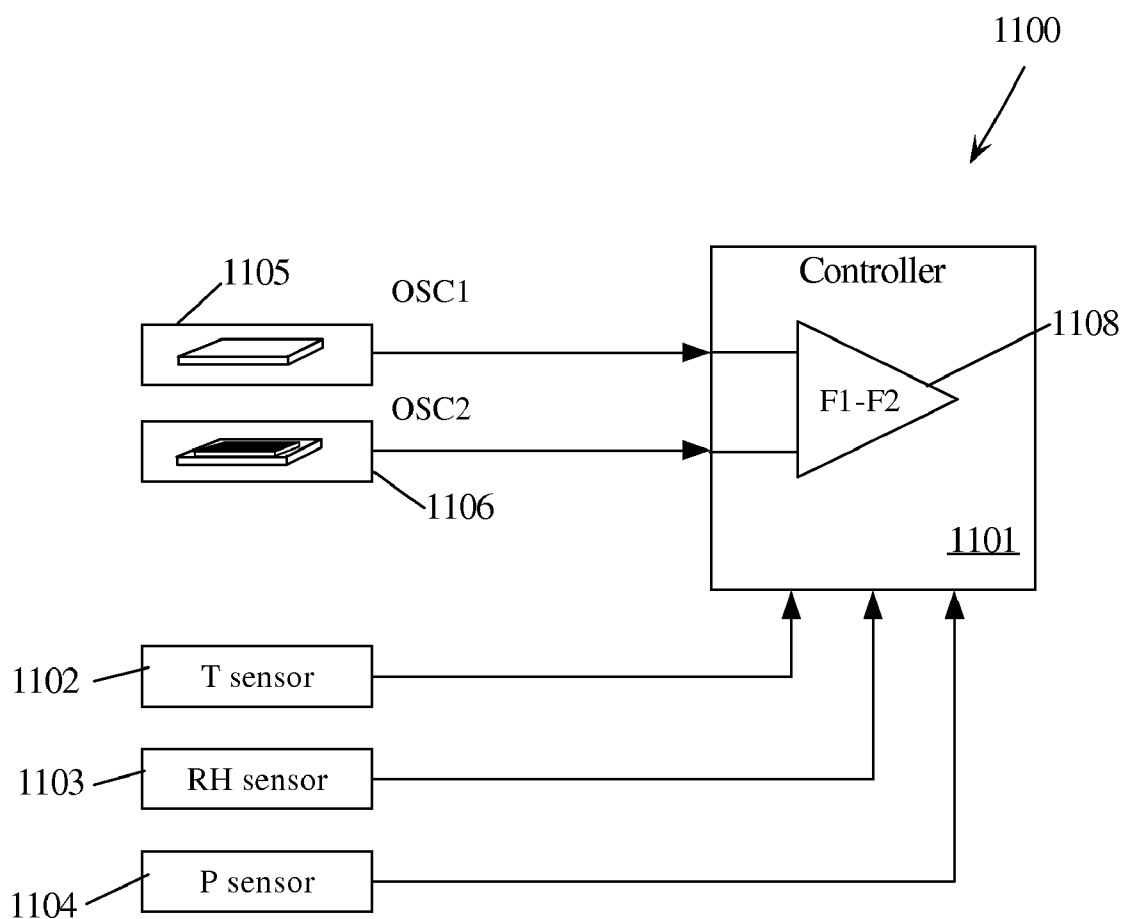 1100
1105
OSC1
Controller
1108
F1-F2
OSC2
1106
1101
1102
T sensor
1103
RH sensor
1104
P sensor